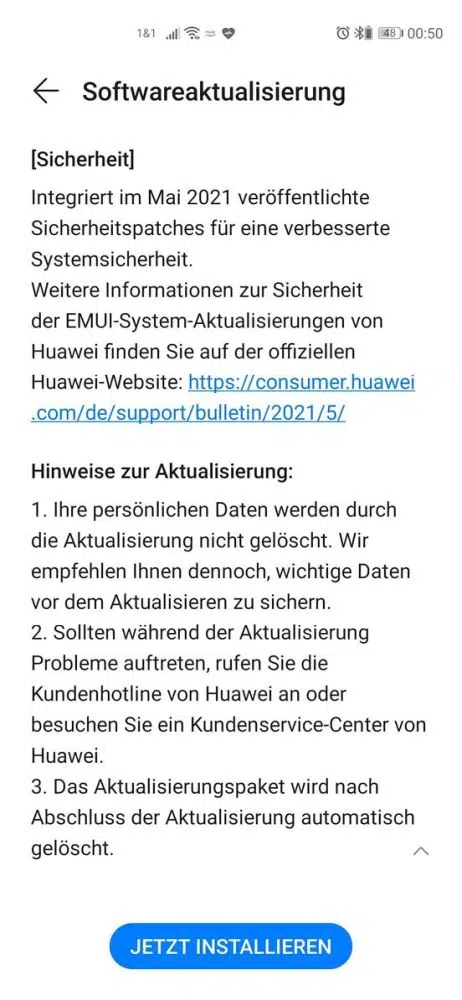 1&1 48 00:50
Softwareaktualisierung
[Sicherheit]
Integriert im Mai 2021 veröffentlichte
Sicherheitspatches für eine verbesserte
Systemsicherheit.
Weitere Informationen zur Sicherheit
der EMUI-System-Aktualisierungen von
Huawei finden Sie auf der offiziellen
Huawei-Website: https://consumer.huawei
.com/de/support/bulletin/2021/5/
Hinweise zur Aktualisierung:
1. Ihre persönlichen Daten werden durch
die Aktualisierung nicht gelöscht. Wir
empfehlen Ihnen dennoch, wichtige Daten
vor dem Aktualisieren zu sichern.
2. Sollten während der Aktualisierung
Probleme auftreten, rufen Sie die
Kundenhotline von Huawei an oder
besuchen Sie ein Kundenservice-Center von
Huawei.
3. Das Aktualisierungspaket wird nach
Abschluss der Aktualisierung automatisch
gelöscht.
JETZT INSTALLIEREN